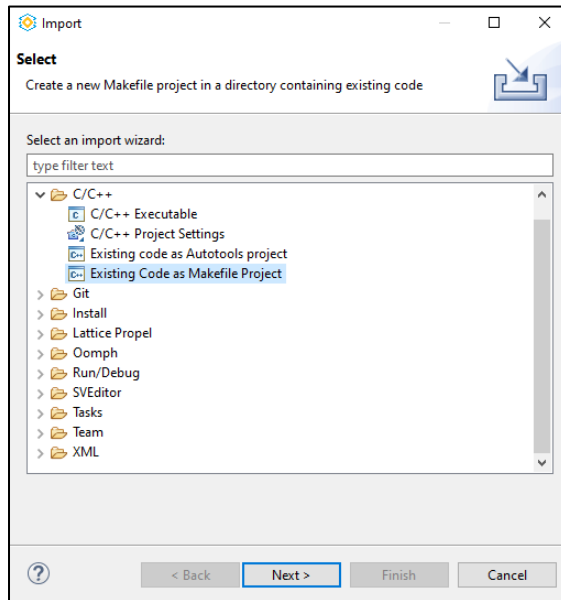 Import
Select
Create a new Makefile project in a directory containing existing code
Select an import wizard:
type filter text
C/C++
C/C++ Executable
C/C++ Project Settings
Existing code as Autotools project
Existing Code as Makefile Project
Git
Install
Lattice Propel
Oomph
Run/Debug
SVEditor
Tasks
Team
XML
? < Back Next > Finish Cancel